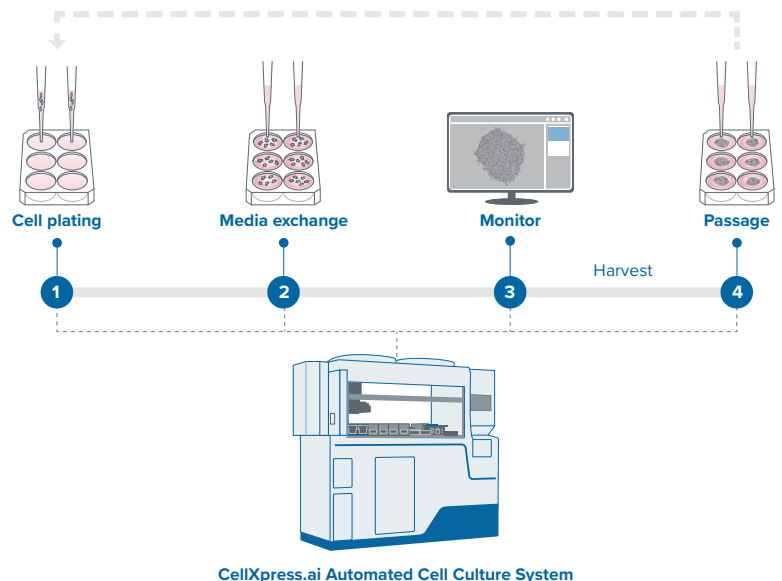 Cell plating
Media exchange
Monitor
Passage
Harvest
1
2
3
4
CellXpress.ai Automated Cell Culture System